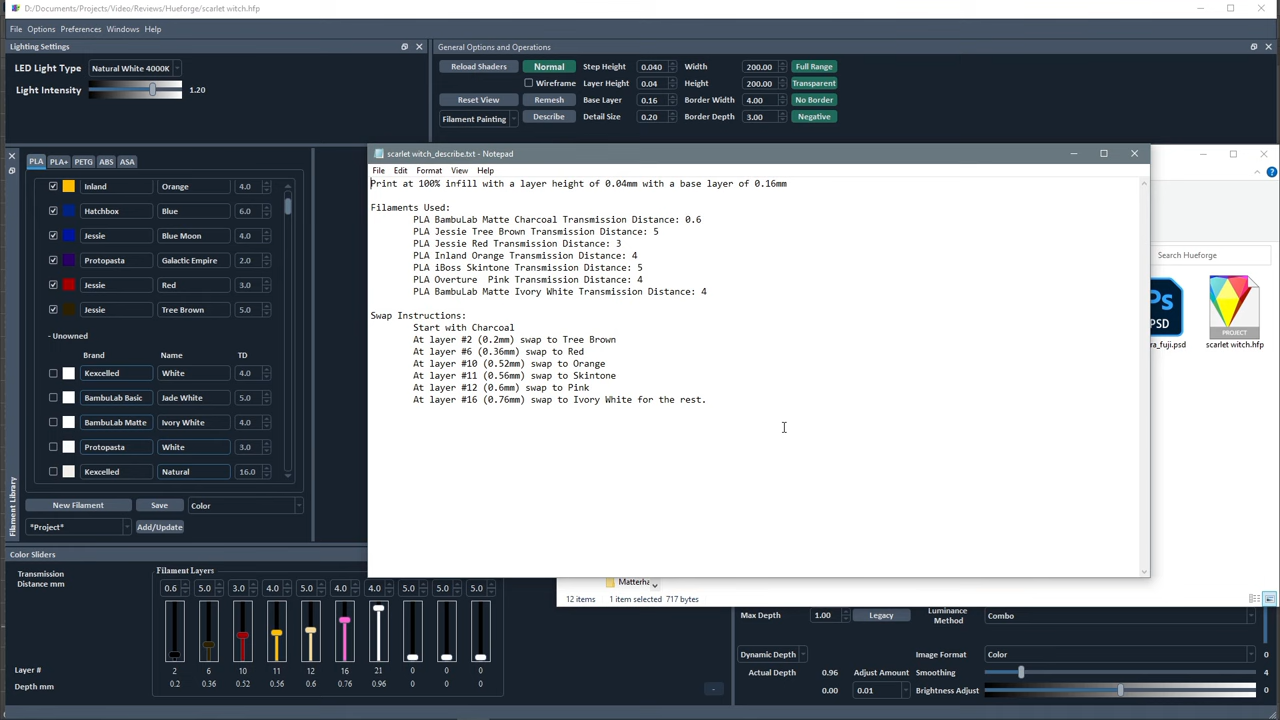 D:/Documents/Projects/Video/Reviews/Hueforge/scarlet witch.hfp
File Options Preferences Windows Help
Lighting Settings
LED Light Type Natural White 4000K
Light Intensity 1.20
General Options and Operations
Reload Shaders Normal Step Height 0.040 Width 200.00 Full Range
Wireframe Layer Height 0.04 Height 200.00 Transparent
Reset View Remesh Base Layer 0.16 Border Width 4.00 No Border
Filament Painting Describe Detail Size 0.20 Border Depth 3.00 Negative
PLA PLA+ PETG ABS ASA
Inland Orange 4.0
Hatchbox Blue 6.0
Jessie Blue Moon 4.0
Protopasta Galactic Empire 2.0
Jessie Red 3.0
Jessie Tree Brown 5.0
- Unowned
Brand Name TD
Kexcelled White 4.0
BambuLab Basic Jade White 5.0
BambuLab Matte Ivory White 4.0
Protopasta White 3.0
Kexcelled Natural 16.0
Filament Library
New Filament Save Color
*Project* Add/Update
scarlet witch_describe.txt - Notepad
File Edit Format View Help
Print at 100% infill with a layer height of 0.04mm with a base layer of 0.16mm
Filaments Used:
PLA BambuLab Matte Charcoal Transmission Distance: 0.6
PLA Jessie Tree Brown Transmission Distance: 5
PLA Jessie Red Transmission Distance: 3
PLA Inland Orange Transmission Distance: 4
PLA iBoss Skintone Transmission Distance: 5
PLA Overture  Pink Transmission Distance: 4
PLA BambuLab Matte Ivory White Transmission Distance: 4
Swap Instructions:
Start with Charcoal
At layer #2 (0.2mm) swap to Tree Brown
At layer #6 (0.36mm) swap to Red
At layer #10 (0.52mm) swap to Orange
At layer #11 (0.56mm) swap to Skintone
At layer #12 (0.6mm) swap to Pink
At layer #16 (0.76mm) swap to Ivory White for the rest.
Search Hueforge
Ps
PSD
PROJECT
ra_fuji.psd scarlet witch.hfp
Matterha
12 items 1 item selected 717 bytes
Color Sliders
Transmission
Distance mm
Filament Layers
0.6 5.0 3.0 4.0 5.0 4.0 4.0 5.0 5.0 5.0
Layer # 2 6 10 11 12 16 21 0 0 0
Depth mm 0.2 0.36 0.52 0.56 0.6 0.76 0.96 0 0 0
-
Max Depth 1.00 Legacy Luminance
Method Combo 0
Dynamic Depth Image Format Color 0
Actual Depth 0.96 Adjust Amount Smoothing 4
0.00 0.01 Brightness Adjust 0